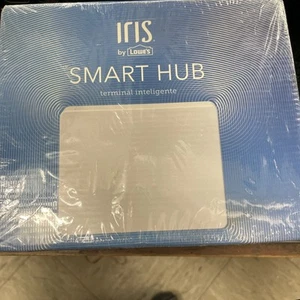 IRIS
by LOWE'S
SMART HUB
terminal inteligente